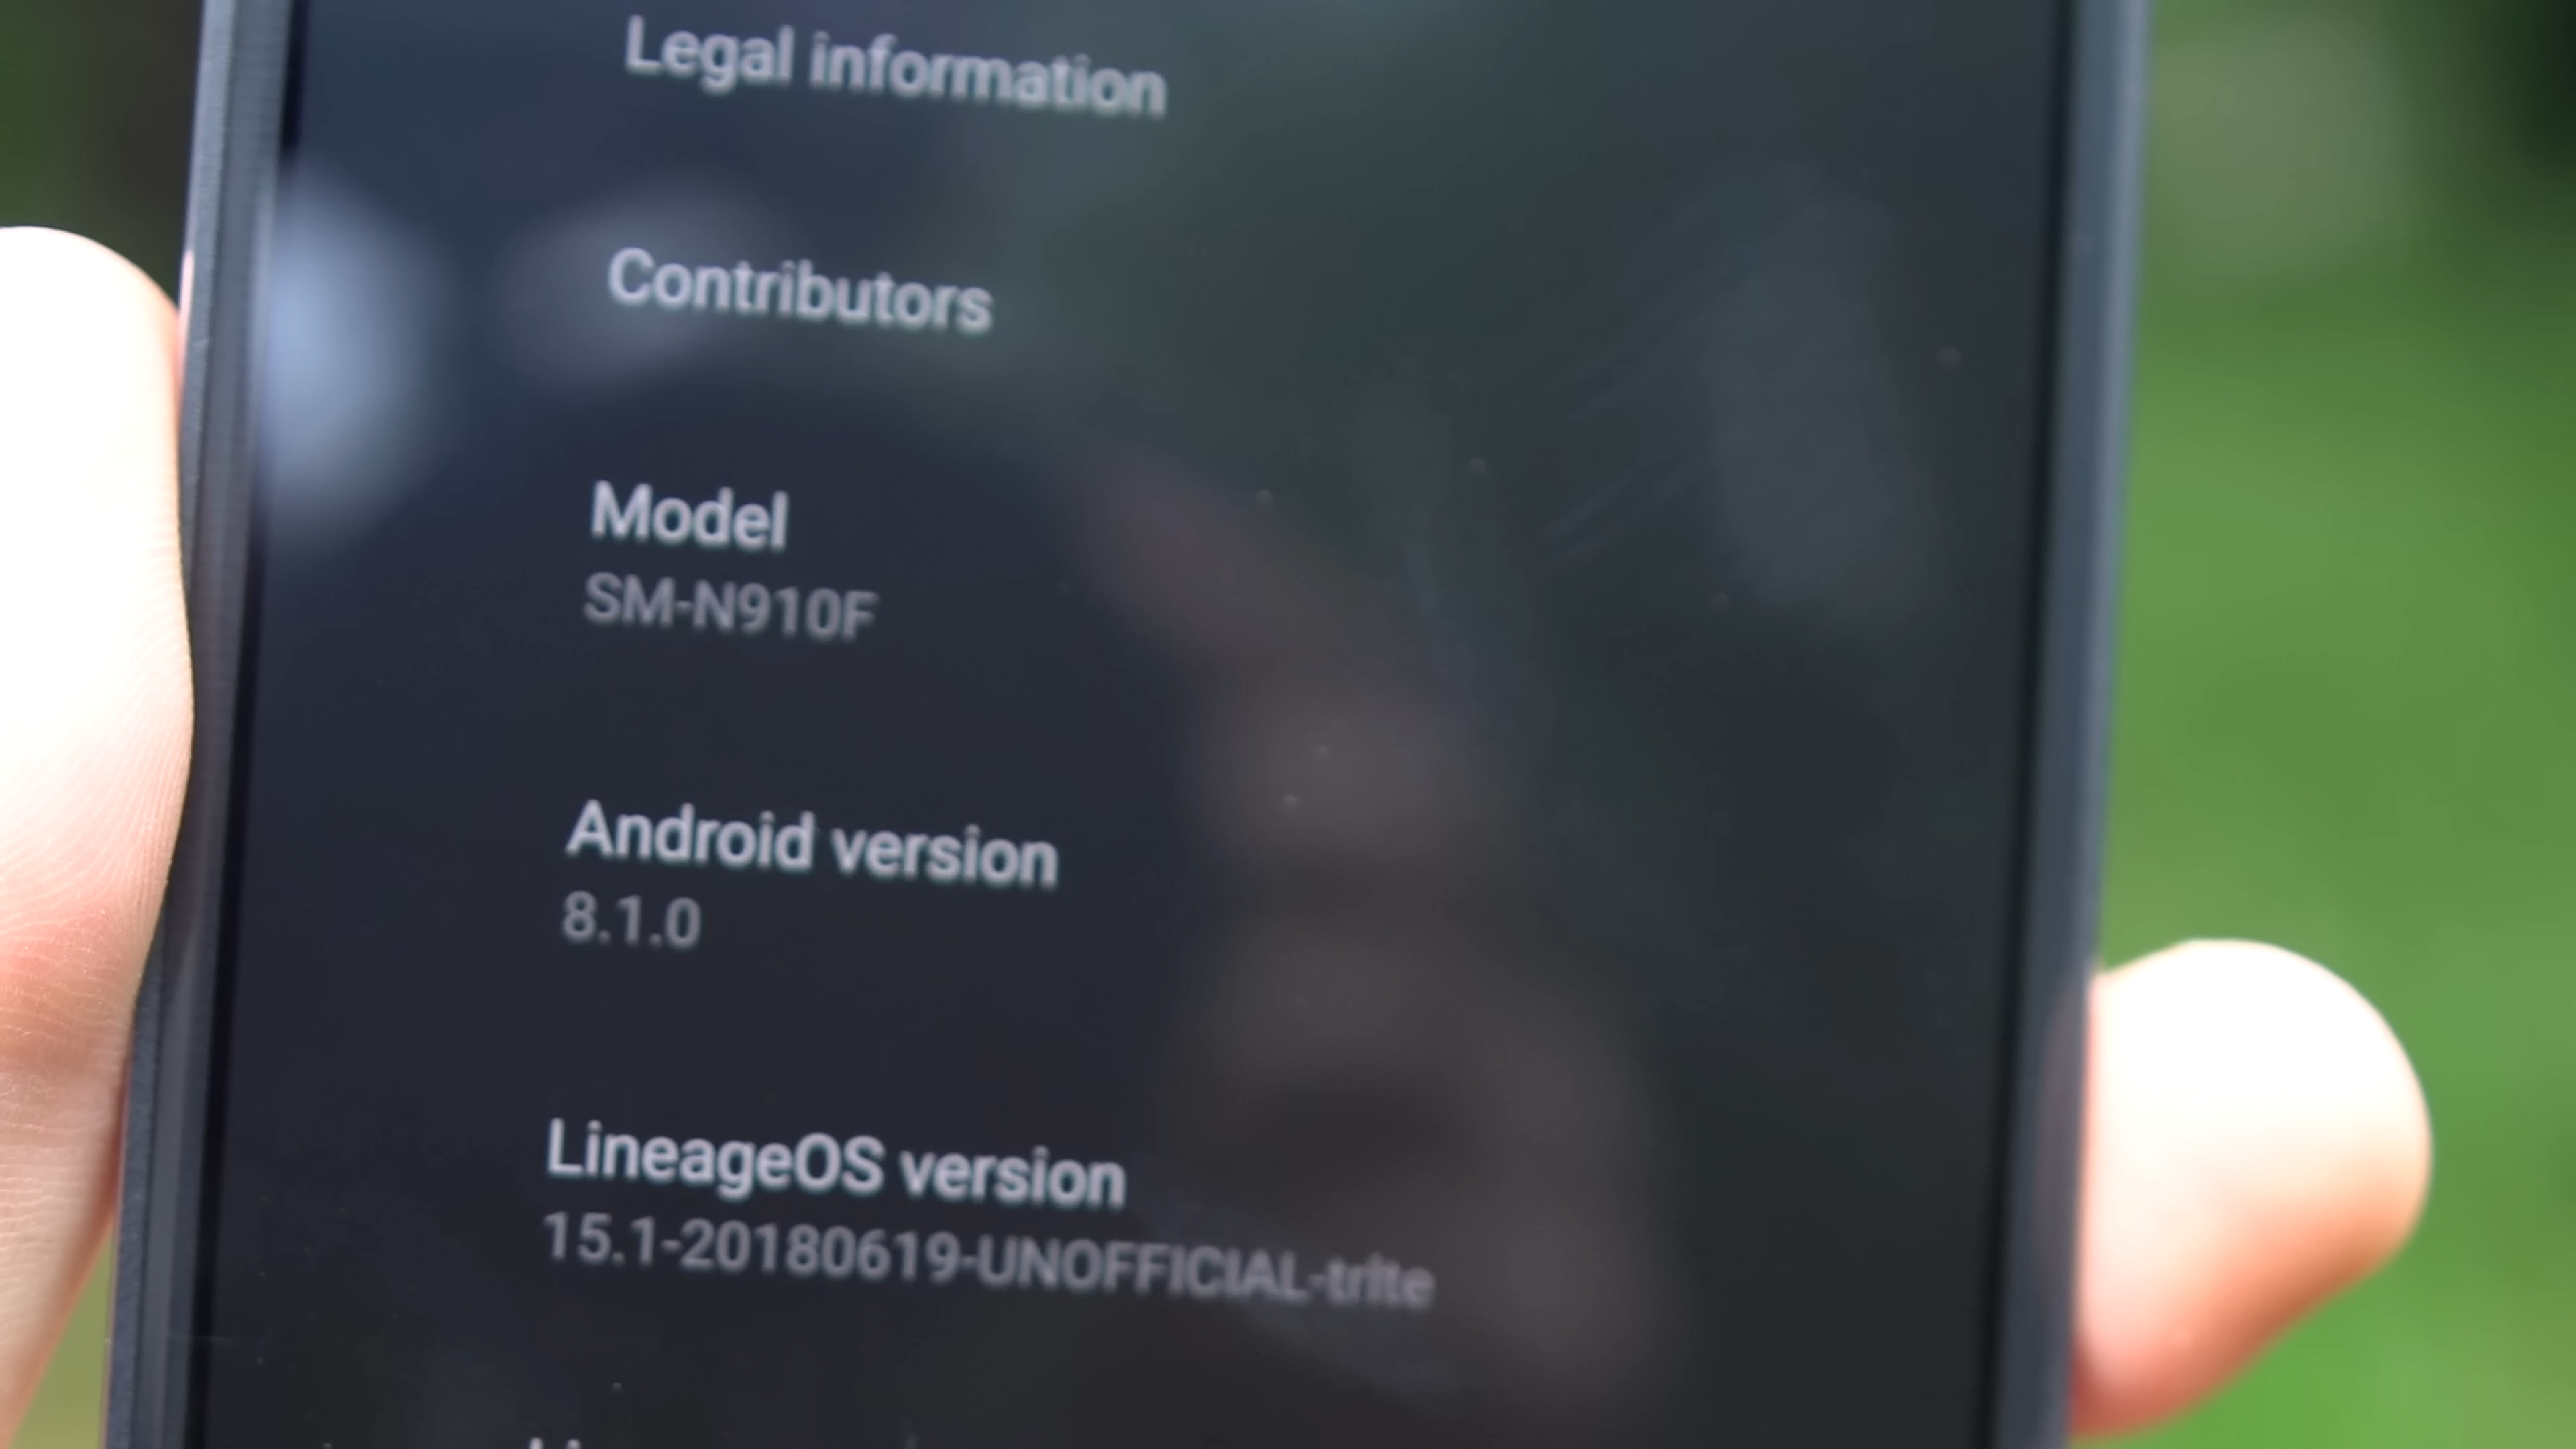 Legal information
Contributors
Model
SM-N910F
Android version
8.1.0
LineageOS version
15.1-20180619-UNOFFICIAL-trlte